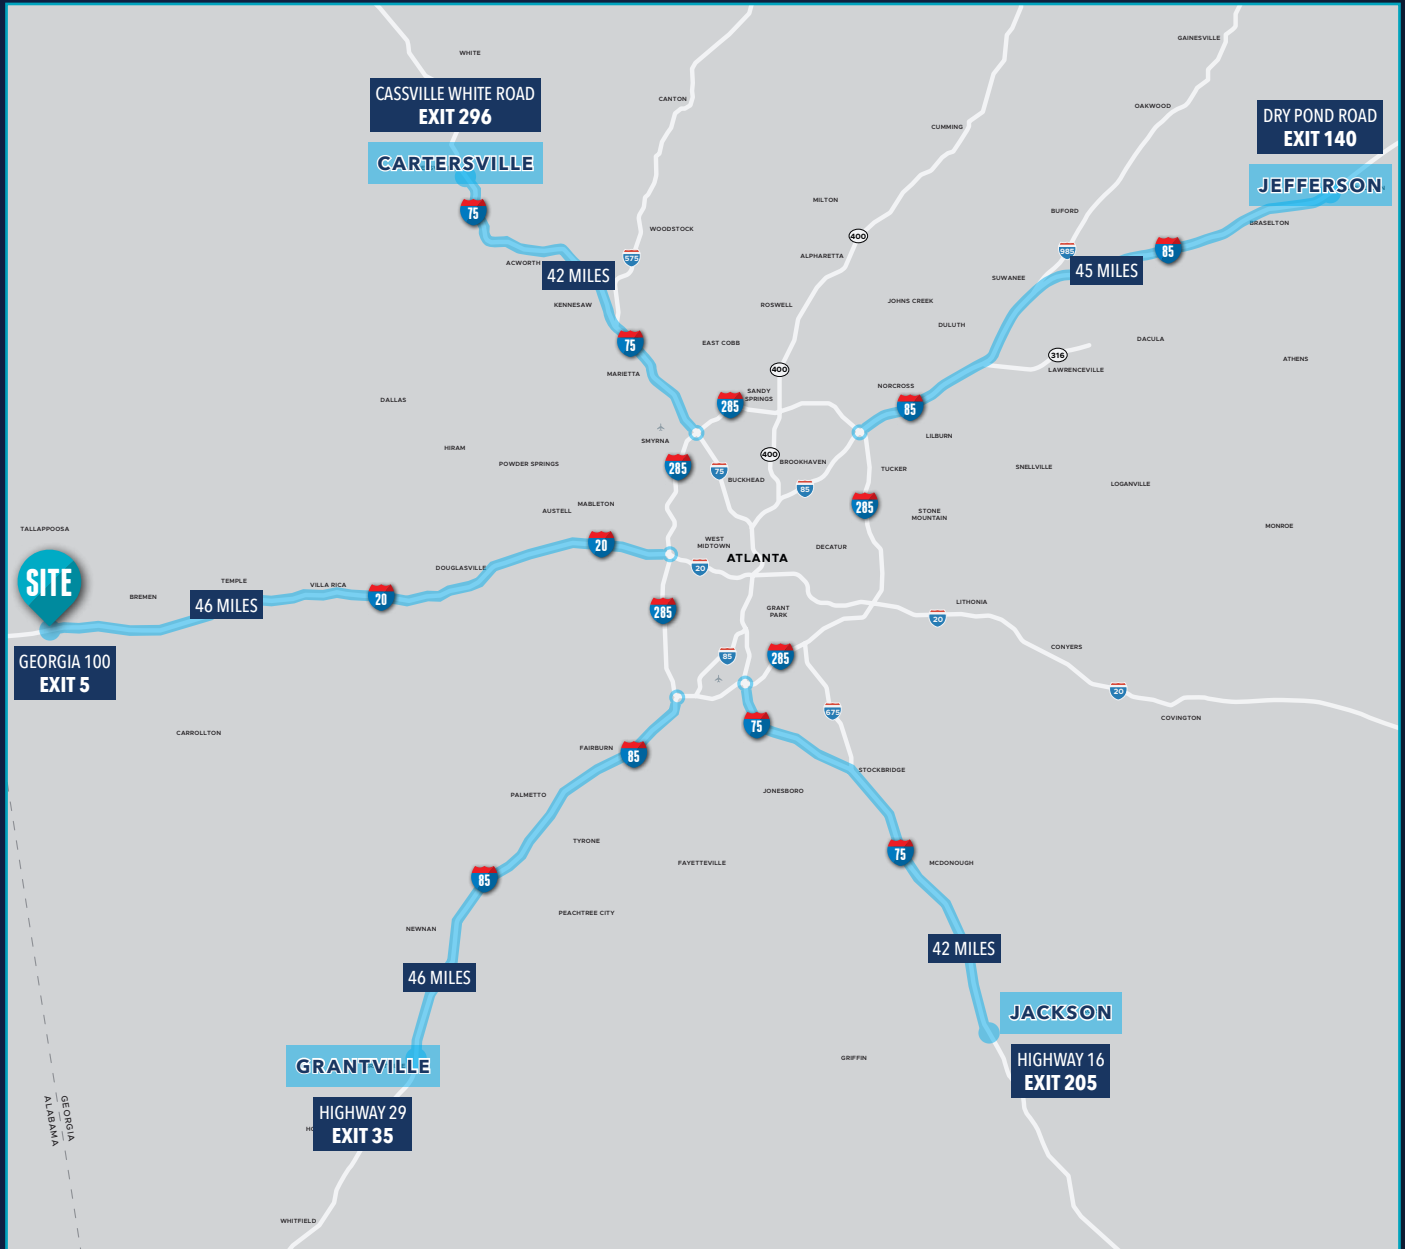 WHITE
GAINESVILLE
CASSVILLE WHITE ROAD
EXIT 296
CANTON
OAKWOOD
DRY POND ROAD
EXIT 140
CUMMING
CARTERSVILLE
JEFFERSON
75
MILTON
BUFORD
BRASELTON
WOODSTOCK
400
575
ALPHARETTA
985
85
ACWORTH
42 MILES
SUWANEE
45 MILES
KENNESAW
ROSWELL
JOHNS CREEK
DULUTH
75
EAST COBB
DACULA
316
ATHENS
MARIETTA
400
LAWRENCEVILLE
DALLAS
285
SANDY
SPRINGS
NORCROSS
85
SMYRNA
LILBURN
HIRAM
POWDER SPRINGS
285
75
400
BROOKHAVEN
TUCKER
SNELLVILLE
BUCKHEAD
85
LOGANVILLE
MABLETON
AUSTELL
285
STONE
MOUNTAIN
TALLAPPOOSA
MONROE
20
WEST
MIDTOWN
ATLANTA
DECATUR
SITE
DOUGLASVILLE
20
TEMPLE
VILLA RICA
BREMEN
46 MILES
20
285
GRANT
PARK
LITHONIA
20
GEORGIA 100
EXIT 5
85
285
CONYERS
20
CARROLLTON
675
COVINGTON
75
FAIRBURN
85
STOCKBRIDGE
PALMETTO
JONESBORO
TYRONE
75
FAYETTEVILLE
MCDONOUGH
85
PEACHTREE CITY
NEWNAN
42 MILES
46 MILES
JACKSON
GRANTVILLE
GRIFFIN
HIGHWAY 16
EXIT 205
HIGHWAY 29
EXIT 35
GEORGIA
ALABAMA
WHITFIELD